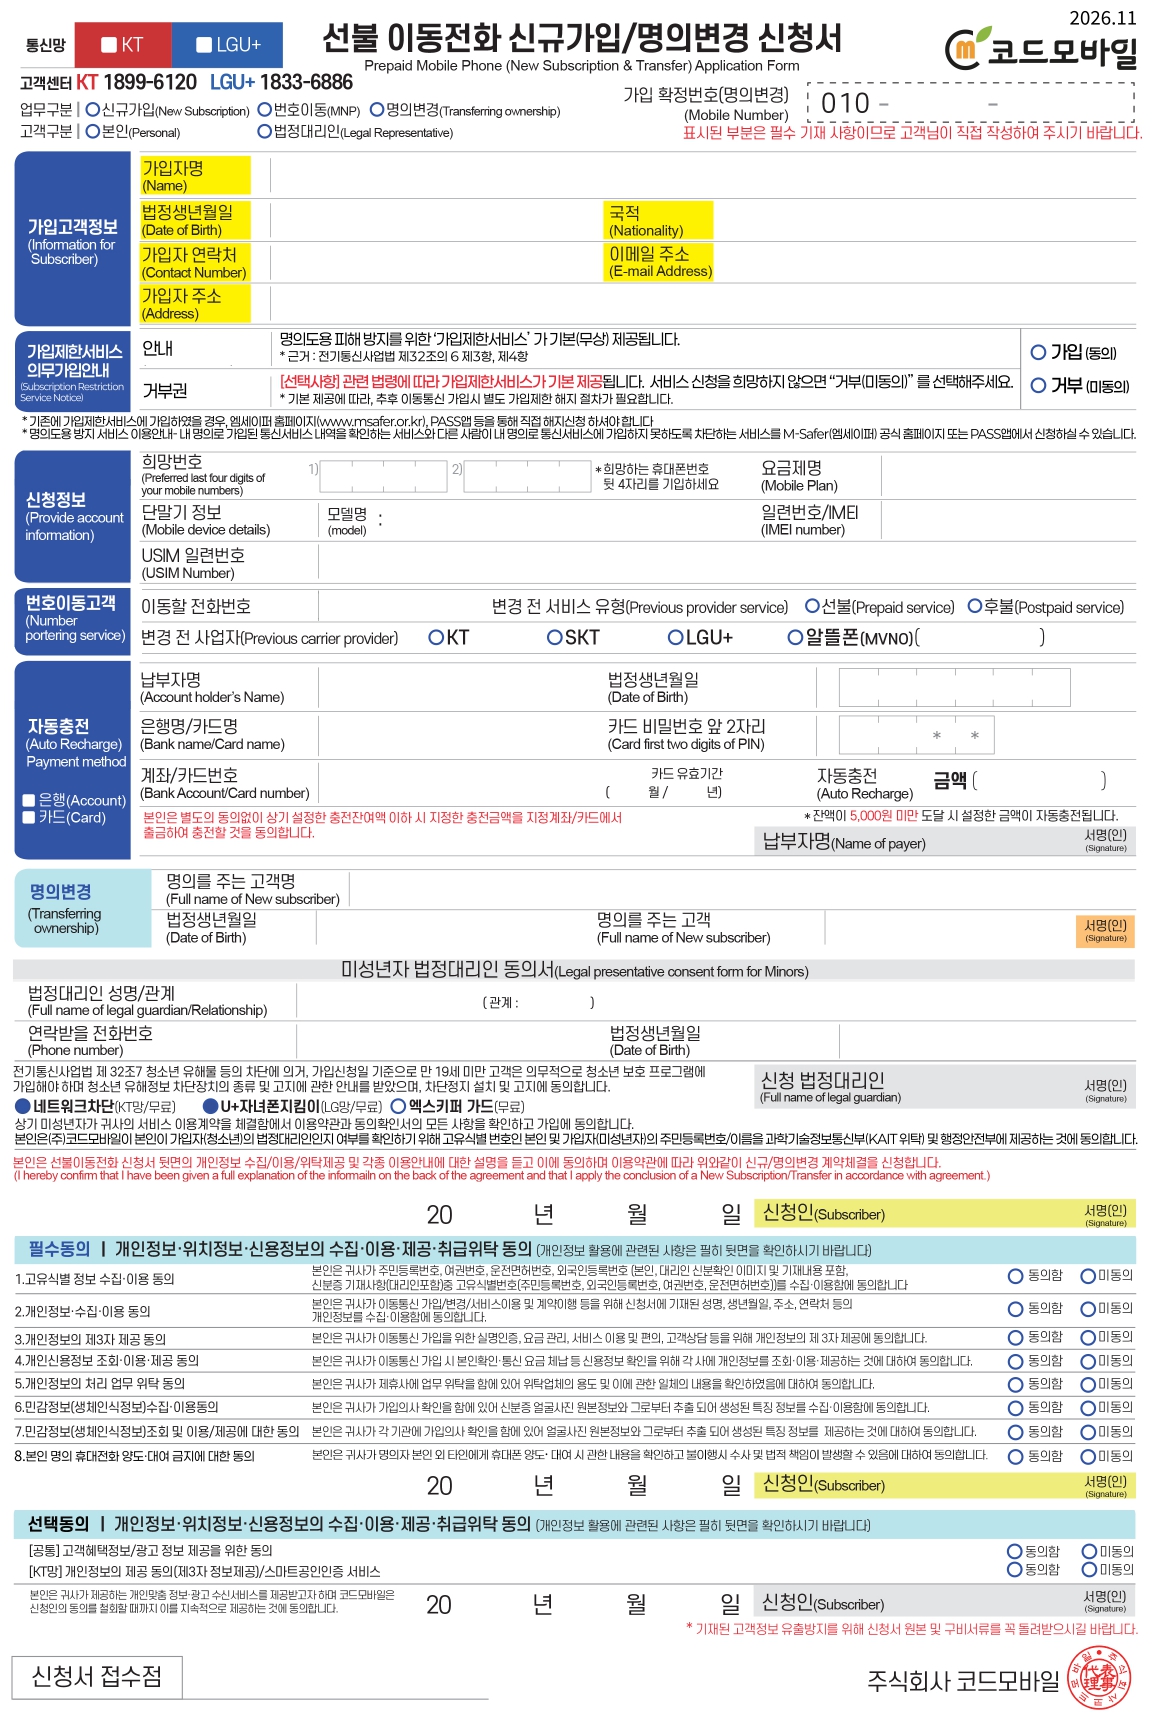 2026.11
통신망 KT LGU+
선불 이동전화 신규가입/명의변경 신청서
Prepaid Mobile Phone (New Subscription & Transfer) Application Form
코드모바일
고객센터 KT 1899-6120 LGU+ 1833-6886
업무구분 | 신규가입(New Subscription) 번호이동(MNP) 명의변경(Transferring ownership)
고객구분 | 본인(Personal) 법정대리인(Legal Representative)
가입 확정번호(명의변경)
(Mobile Number)
010 - -
표시된 부분은 필수 기재 사항이므로 고객님이 직접 작성하여 주시기 바랍니다.
가입고객정보
(Information for
Subscriber)
가입자명
(Name)
법정생년월일
(Date of Birth)
국적
(Nationality)
가입자 연락처
(Contact Number)
이메일 주소
(E-mail Address)
가입자 주소
(Address)
가입제한서비스
의무가입안내
(Subscription Restriction
Service Notice)
안내
명의도용 피해 방지를 위한 ‘가입제한서비스’ 가 기본(무상) 제공됩니다.
* 근거 : 전기통신사업법 제32조의 6 제3항, 제4항
거부권
[선택사항] 관련 법령에 따라 가입제한서비스가 기본 제공됩니다. 서비스 신청을 희망하지 않으면 “거부(미동의)” 를 선택해주세요.
* 기본 제공에 따라, 추후 이동통신 가입시 별도 가입제한 해지 절차가 필요합니다.
가입 (동의)
거부 (미동의)
* 기존에 가입제한서비스에 가입하였을 경우, 엠세이퍼 홈페이지(www.msafer.or.kr), PASS앱 등을 통해 직접 해지신청 하셔야 합니다
* 명의도용 방지 서비스 이용안내- 내 명의로 가입된 통신서비스 내역을 확인하는 서비스와 다른 사람이 내 명의로 통신서비스에 가입하지 못하도록 차단하는 서비스를 M-Safer(엠세이퍼) 공식 홈페이지 또는 PASS앱에서 신청하실 수 있습니다.
신청정보
(Provide account
information)
희망번호
(Preferred last four digits of
your mobile numbers)
1) 2)
*희망하는 휴대폰번호
뒷 4자리를 기입하세요
요금제명
(Mobile Plan)
단말기 정보
(Mobile device details)
모델명
(model) :
일련번호/IMEI
(IMEI number)
USIM 일련번호
(USIM Number)
번호이동고객
(Number
portering service)
이동할 전화번호
변경 전 서비스 유형(Previous provider service) 선불(Prepaid service) 후불(Postpaid service)
변경 전 사업자(Previous carrier provider) KT SKT LGU+ 알뜰폰(MVNO)( )
자동충전
(Auto Recharge)
Payment method
은행(Account)
카드(Card)
납부자명
(Account holder’s Name)
법정생년월일
(Date of Birth)
은행명/카드명
(Bank name/Card name)
카드 비밀번호 앞 2자리
(Card first two digits of PIN)
* *
계좌/카드번호
(Bank Account/Card number)
카드 유효기간
( 월 / 년)
자동충전
(Auto Recharge)
금액 ( )
본인은 별도의 동의없이 상기 설정한 충전잔여액 이하 시 지정한 충전금액을 지정계좌/카드에서
출금하여 충전할 것을 동의합니다.
* 잔액이 5,000원 미만 도달 시 설정한 금액이 자동충전됩니다.
납부자명(Name of payer) 서명(인)
(Signature)
명의변경
(Transferring
ownership)
명의를 주는 고객명
(Full name of New subscriber)
법정생년월일
(Date of Birth)
명의를 주는 고객
(Full name of New subscriber)
서명(인)
(Signature)
미성년자 법정대리인 동의서(Legal presentative consent form for Minors)
법정대리인 성명/관계
(Full name of legal guardian/Relationship)
( 관계 : )
연락받을 전화번호
(Phone number)
법정생년월일
(Date of Birth)
전기통신사업법 제 32조7 청소년 유해물 등의 차단에 의거, 가입신청일 기준으로 만 19세 미만 고객은 의무적으로 청소년 보호 프로그램에
가입해야 하며 청소년 유해정보 차단장치의 종류 및 고지에 관한 안내를 받았으며, 차단정지 설치 및 고지에 동의합니다.
신청 법정대리인
(Full name of legal guardian)
서명(인)
(Signature)
네트워크차단(KT망/무료) U+자녀폰지킴이(LG망/무료) 엑스키퍼 가드(무료)
상기 미성년자가 귀사의 서비스 이용계약을 체결함에서 이용약관과 동의확인서의 모든 사항을 확인하고 가입에 동의합니다.
본인은(주)코드모바일이 본인이 가입자(청소년)의 법정대리인인지 여부를 확인하기 위해 고유식별 번호인 본인 및 가입자(미성년자)의 주민등록번호/이름을 과학기술정보통신부(KAIT 위탁) 및 행정안전부에 제공하는 것에 동의합니다.
본인은 선불이동전화 신청서 뒷면의 개인정보 수집/이용/위탁제공 및 각종 이용안내에 대한 설명을 듣고 이에 동의하며 이용약관에 따라 위와같이 신규/명의변경 계약체결을 신청합니다.
(I hereby confirm that I have been given a full explanation of the informailn on the back of the agreement and that I apply the conclusion of a New Subscription/Transfer in accordance with agreement.)
20 년 월 일 신청인(Subscriber) 서명(인)
(Signature)
필수동의 | 개인정보·위치정보·신용정보의 수집·이용·제공·취급위탁 동의 (개인정보 활용에 관련된 사항은 필히 뒷면을 확인하시기 바랍니다)
1.고유식별 정보 수집·이용 동의
본인은 귀사가 주민등록번호, 여권번호, 운전면허번호, 외국인등록번호 (본인, 대리인 신분확인 이미지 및 기재내용 포함,
신분증 기재사항(대리인포함)중 고유식별번호(주민등록번호, 외국인등록번호, 여권번호, 운전면허번호))를 수집·이용함에 동의합니다
동의함 미동의
2.개인정보·수집·이용 동의
본인은 귀사가 이동통신 가입/변경/서비스이용 및 계약이행 등을 위해 신청서에 기재된 성명, 생년월일, 주소, 연락처 등의
개인정보를 수집·이용함에 동의합니다.
동의함 미동의
3.개인정보의 제3자 제공 동의 본인은 귀사가 이동통신 가입을 위한 실명인증, 요금 관리, 서비스 이용 및 편의, 고객상담 등을 위해 개인정보의 제 3자 제공에 동의합니다. 동의함 미동의
4.개인신용정보 조회·이용·제공 동의 본인은 귀사가 이동통신 가입 시 본인확인·통신 요금 체납 등 신용정보 확인을 위해 각 사에 개인정보를 조회·이용·제공하는 것에 대하여 동의합니다. 동의함 미동의
5.개인정보의 처리 업무 위탁 동의 본인은 귀사가 제휴사에 업무 위탁을 함에 있어 위탁업체의 용도 및 이에 관한 일체의 내용을 확인하였음에 대하여 동의합니다. 동의함 미동의
6.민감정보(생체인식정보)수집·이용동의 본인은 귀사가 가입의사 확인을 함에 있어 신분증 얼굴사진 원본정보와 그로부터 추출 되어 생성된 특징 정보를 수집·이용함에 동의합니다. 동의함 미동의
7.민감정보(생체인식정보)조회 및 이용/제공에 대한 동의 본인은 귀사가 각 기관에 가입의사 확인을 함에 있어 얼굴사진 원본정보와 그로부터 추출 되어 생성된 특징 정보를 제공하는 것에 대하여 동의합니다. 동의함 미동의
8.본인 명의 휴대전화 양도·대여 금지에 대한 동의 본인은 귀사가 명의자 본인 외 타인에게 휴대폰 양도· 대여 시 관한 내용을 확인하고 불이행시 수사 및 법적 책임이 발생할 수 있음에 대하여 동의합니다. 동의함 미동의
20 년 월 일 신청인(Subscriber) 서명(인)
(Signature)
선택동의 | 개인정보·위치정보·신용정보의 수집·이용·제공·취급위탁 동의 (개인정보 활용에 관련된 사항은 필히 뒷면을 확인하시기 바랍니다)
[공통] 고객혜택정보/광고 정보 제공을 위한 동의 동의함 미동의
[KT망] 개인정보의 제공 동의(제3자 정보제공)/스마트공인인증 서비스 동의함 미동의
본인은 귀사가 제공하는 개인맞춤 정보·광고 수신서비스를 제공받고자 하며 코드모바일은
신청인의 동의를 철회할 때까지 이를 지속적으로 제공하는 것에 동의합니다.
20 년 월 일 신청인(Subscriber) 서명(인)
(Signature)
* 기재된 고객정보 유출방지를 위해 신청서 원본 및 구비서류를 꼭 돌려받으시길 바랍니다.
신청서 접수점
주식회사 코드모바일
주식회사 코드모바일
代表
理事